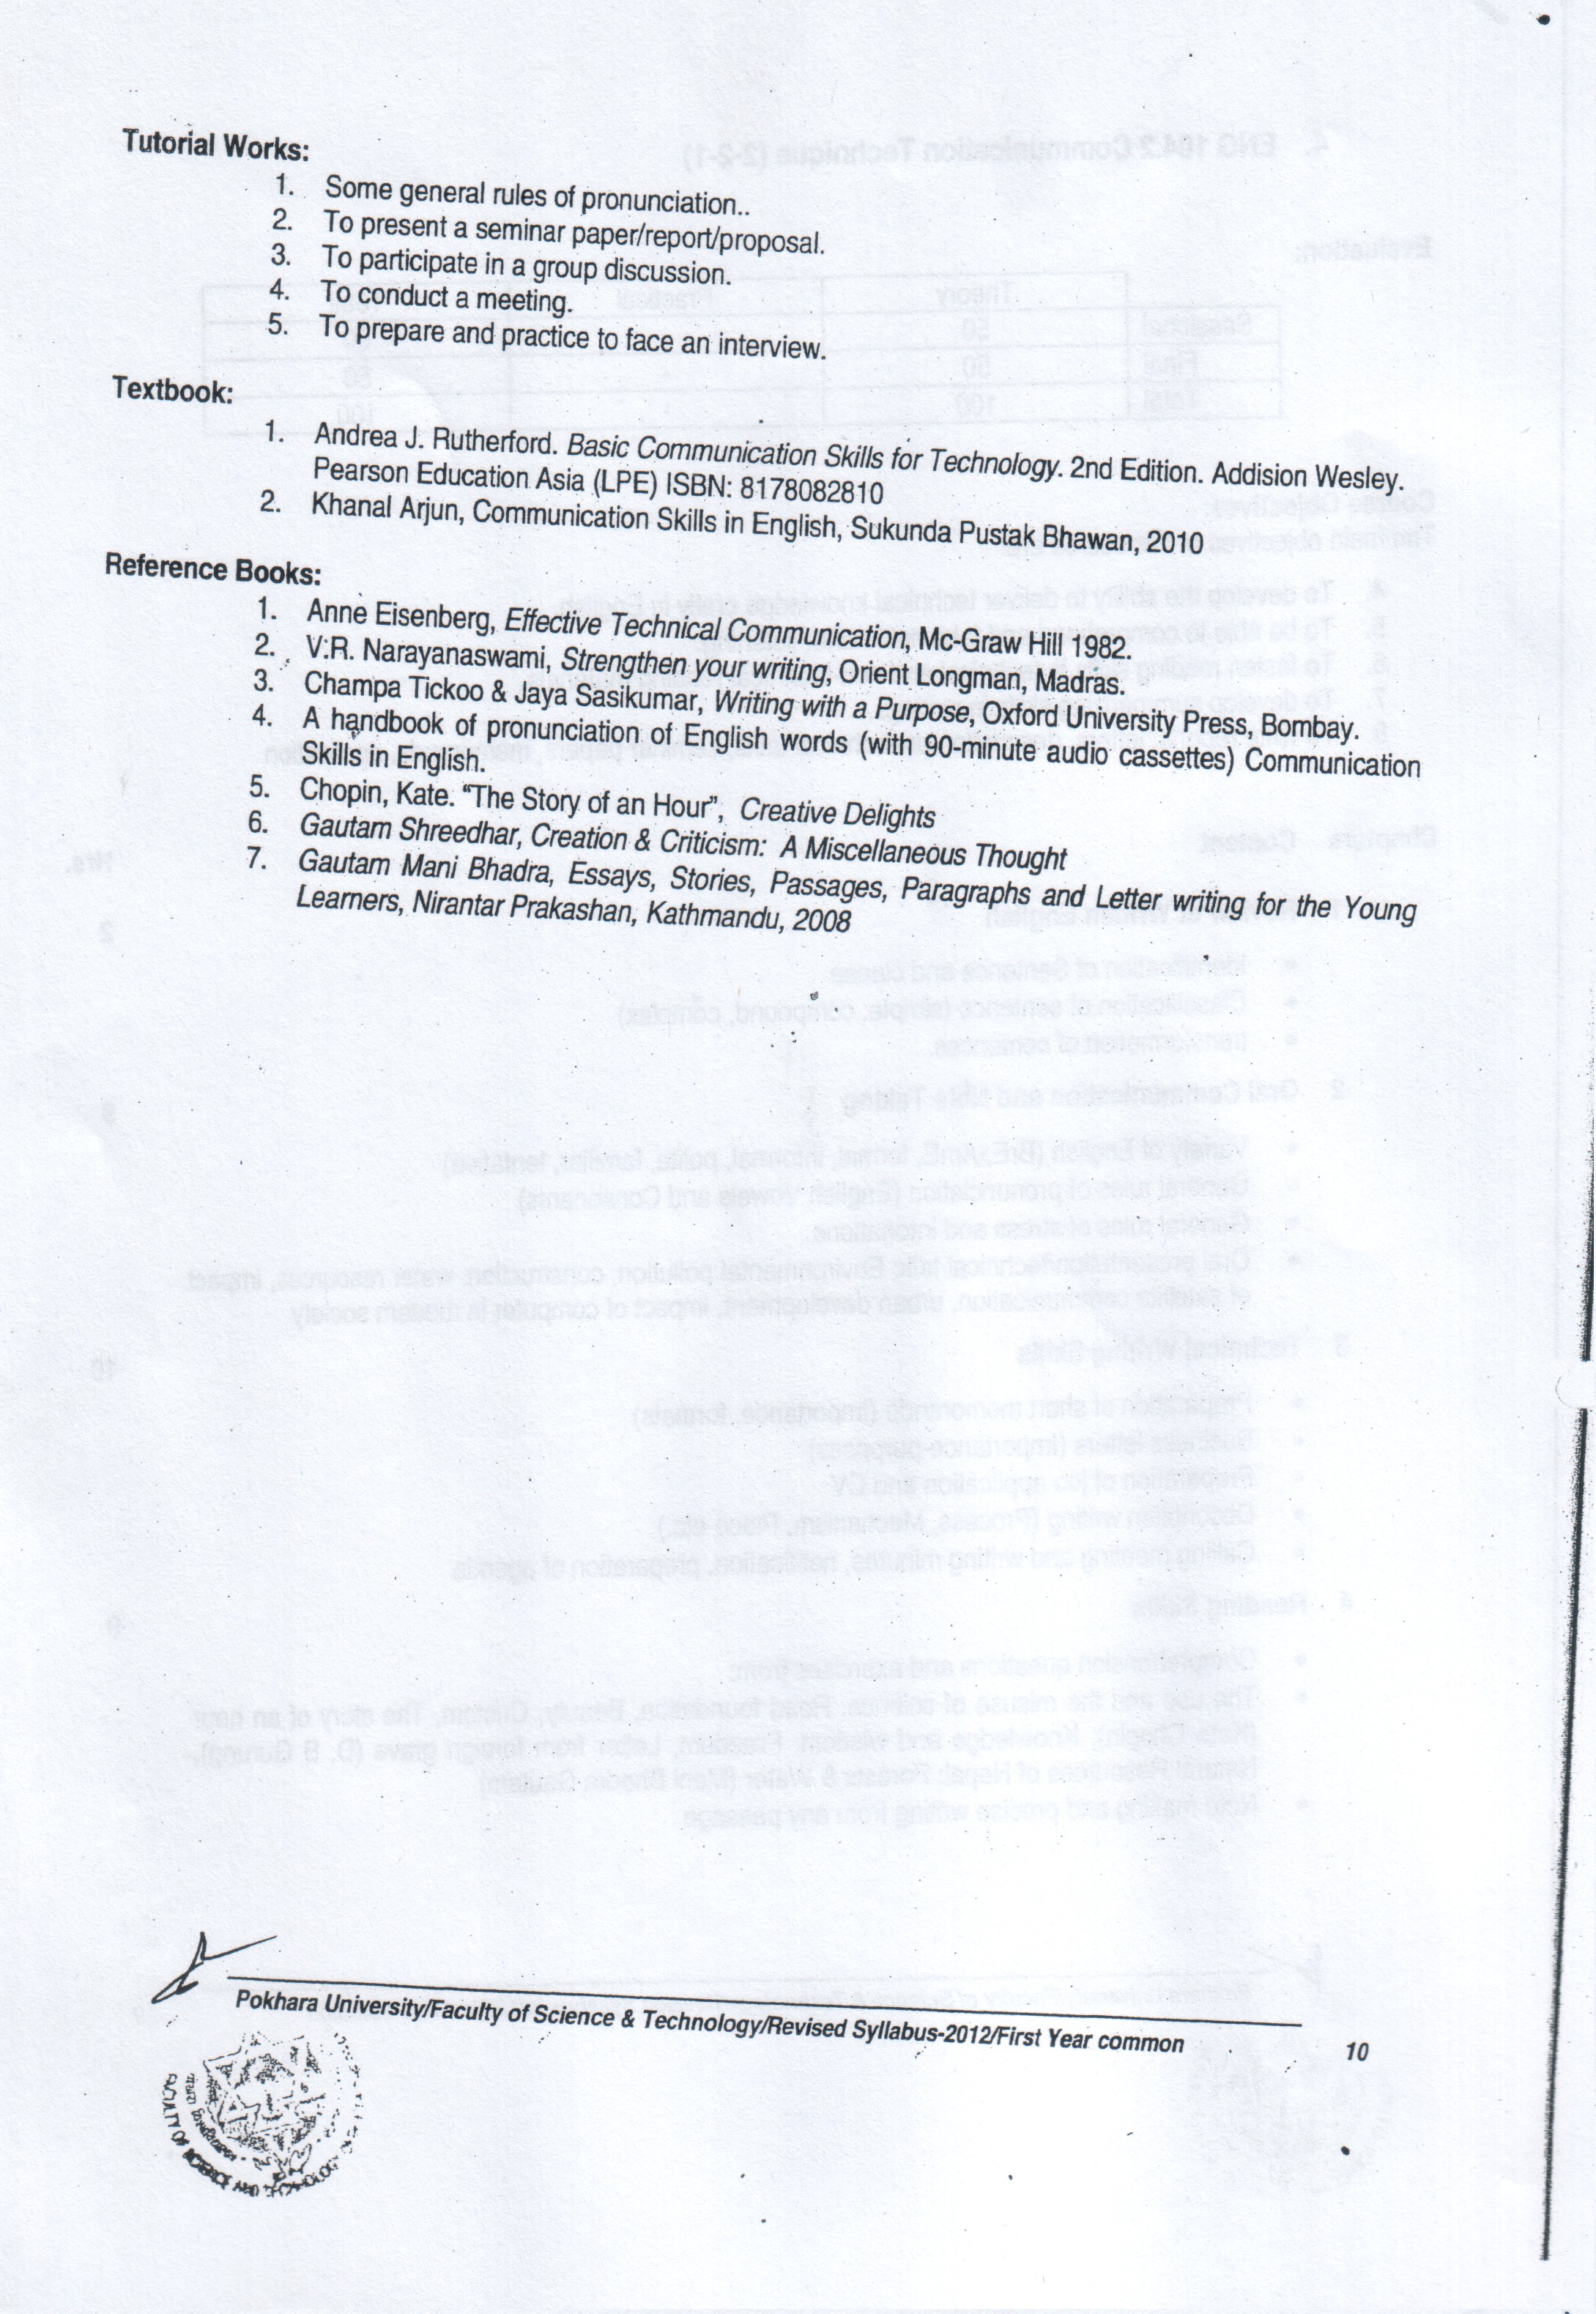 Tutorial Works:
1. Some general rules of pronunciation..
2. To present a seminar paper/report/proposal.
3. To participate in a group discussion.
4. To conduct a meeting.
5. To prepare and practice to face an interview.
Textbook:
1. Andrea J. Rutherford. Basic Communication Skills for Technology. 2nd Edition. Addision Wesley.
Pearson Education Asia (LPE) ISBN: 8178082810
2. Khanal Arjun, Communication Skills in English, Sukunda Pustak Bhawan, 2010
Reference Books:
1. Anne Eisenberg, Effective Technical Communication, Mc-Graw Hill 1982.
2. V.R. Narayanaswami, Strengthen your writing, Orient Longman, Madras.
3. Champa Tickoo & Jaya Sasikumar, Writing with a Purpose, Oxford University Press, Bombay.
4. A handbook of pronunciation of English words (with 90-minute audio cassettes) Communication
Skills in English.
5. Chopin, Kate. “The Story of an Hour”, Creative Delights
6. Gautam Shreedhar, Creation & Criticism: A Miscellaneous Thought
7. Gautam Mani Bhadra, Essays, Stories, Passages, Paragraphs and Letter writing for the Young
Learners, Nirantar Prakashan, Kathmandu, 2008
Pokhara University/Faculty of Science & Technology/Revised Syllabus-2012/First Year common
10